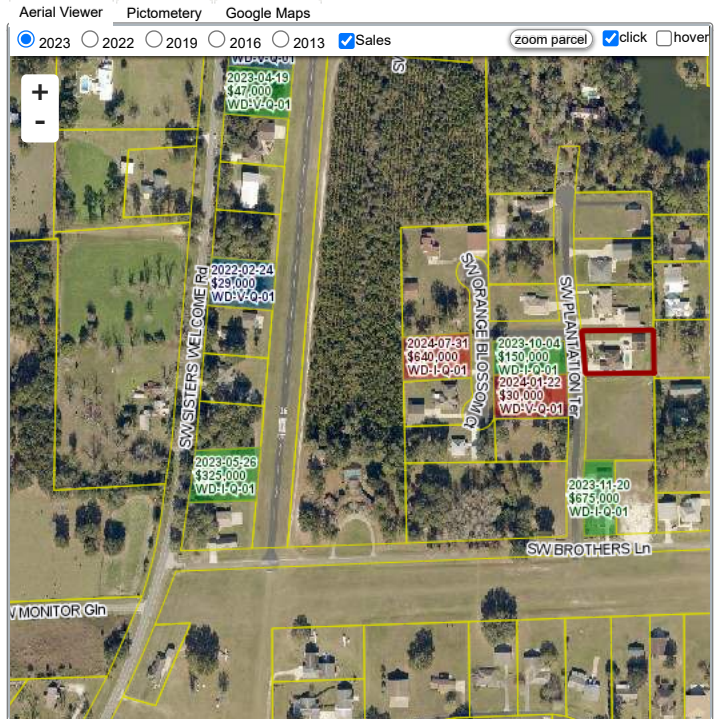 Aerial Viewer Pictometery Google Maps
2023 2022 2019 2016 2013 Sales zoom parcel click hover
+
-
WD-V-Q-01
2023-04-19
$47,000
WD-V-Q-01
SW
2022-02-24
$29,000
WD-V-Q-01
SW SISTERS WELCOME Rd
SW ORANGE BLOSSOM Ct
SW PLANTATION Ter
2024-07-31
$640,000
WD-I-Q-01
2023-10-04
$150,000
WD-I-Q-01
2024-01-22
$30,000
WD-V-Q-01
2023-05-26
$325,000
WD-I-Q-01
2023-11-20
$675,000
WD-I-Q-01
SW BROTHERS Ln
MONITOR Gln